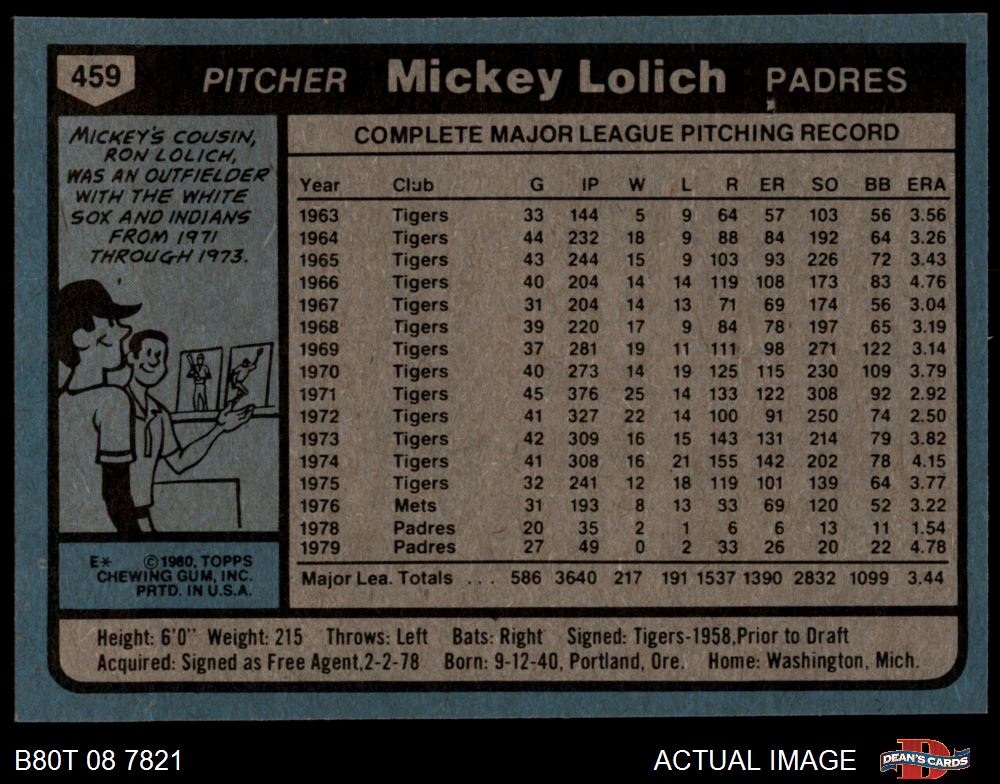 459 PITCHER Mickey Lolich PADRES
MICKEY'S COUSIN,
RON LOLICH,
WAS AN OUTFIELDER
WITH THE WHITE
SOX AND INDIANS
FROM 1971
THROUGH 1973.
E* ©1980, TOPPS
CHEWING GUM, INC.
PRTD. IN U.S.A.
COMPLETE MAJOR LEAGUE PITCHING RECORD
Year Club G IP W L R ER SO BB ERA
1963 Tigers 33 144 5 9 64 57 103 56 3.56
1964 Tigers 44 232 18 9 88 84 192 64 3.26
1965 Tigers 43 244 15 9 103 93 226 72 3.43
1966 Tigers 40 204 14 14 119 108 173 83 4.76
1967 Tigers 31 204 14 13 71 69 174 56 3.04
1968 Tigers 39 220 17 9 84 78 197 65 3.19
1969 Tigers 37 281 19 11 111 98 271 122 3.14
1970 Tigers 40 273 14 19 125 115 230 109 3.79
1971 Tigers 45 376 25 14 133 122 308 92 2.92
1972 Tigers 41 327 22 14 100 91 250 74 2.50
1973 Tigers 42 309 16 15 143 131 214 79 3.82
1974 Tigers 41 308 16 21 155 142 202 78 4.15
1975 Tigers 32 241 12 18 119 101 139 64 3.77
1976 Mets 31 193 8 13 33 69 120 52 3.22
1978 Padres 20 35 2 1 6 6 13 11 1.54
1979 Padres 27 49 0 2 33 26 20 22 4.78
Major Lea. Totals ... 586 3640 217 191 1537 1390 2832 1099 3.44
Height: 6'0" Weight: 215 Throws: Left Bats: Right Signed: Tigers-1958,Prior to Draft
Acquired: Signed as Free Agent,2-2-78 Born: 9-12-40, Portland, Ore. Home: Washington, Mich.
B80T 08 7821 ACTUAL IMAGE D DEAN'S CARDS